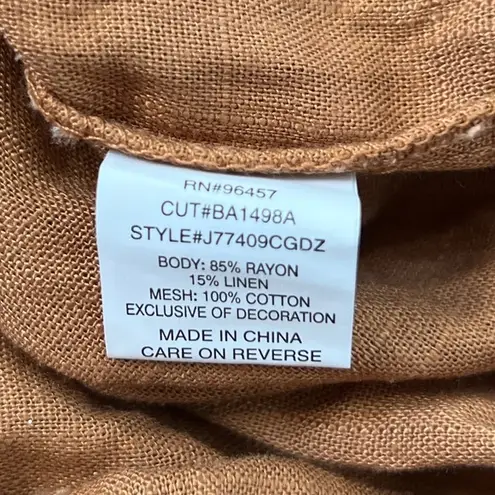 RN#96457
CUT#BA1498A
STYLE#J77409CGDZ
BODY: 85% RAYON
15% LINEN
MESH: 100% COTTON
EXCLUSIVE OF DECORATION
MADE IN CHINA
CARE ON REVERSE